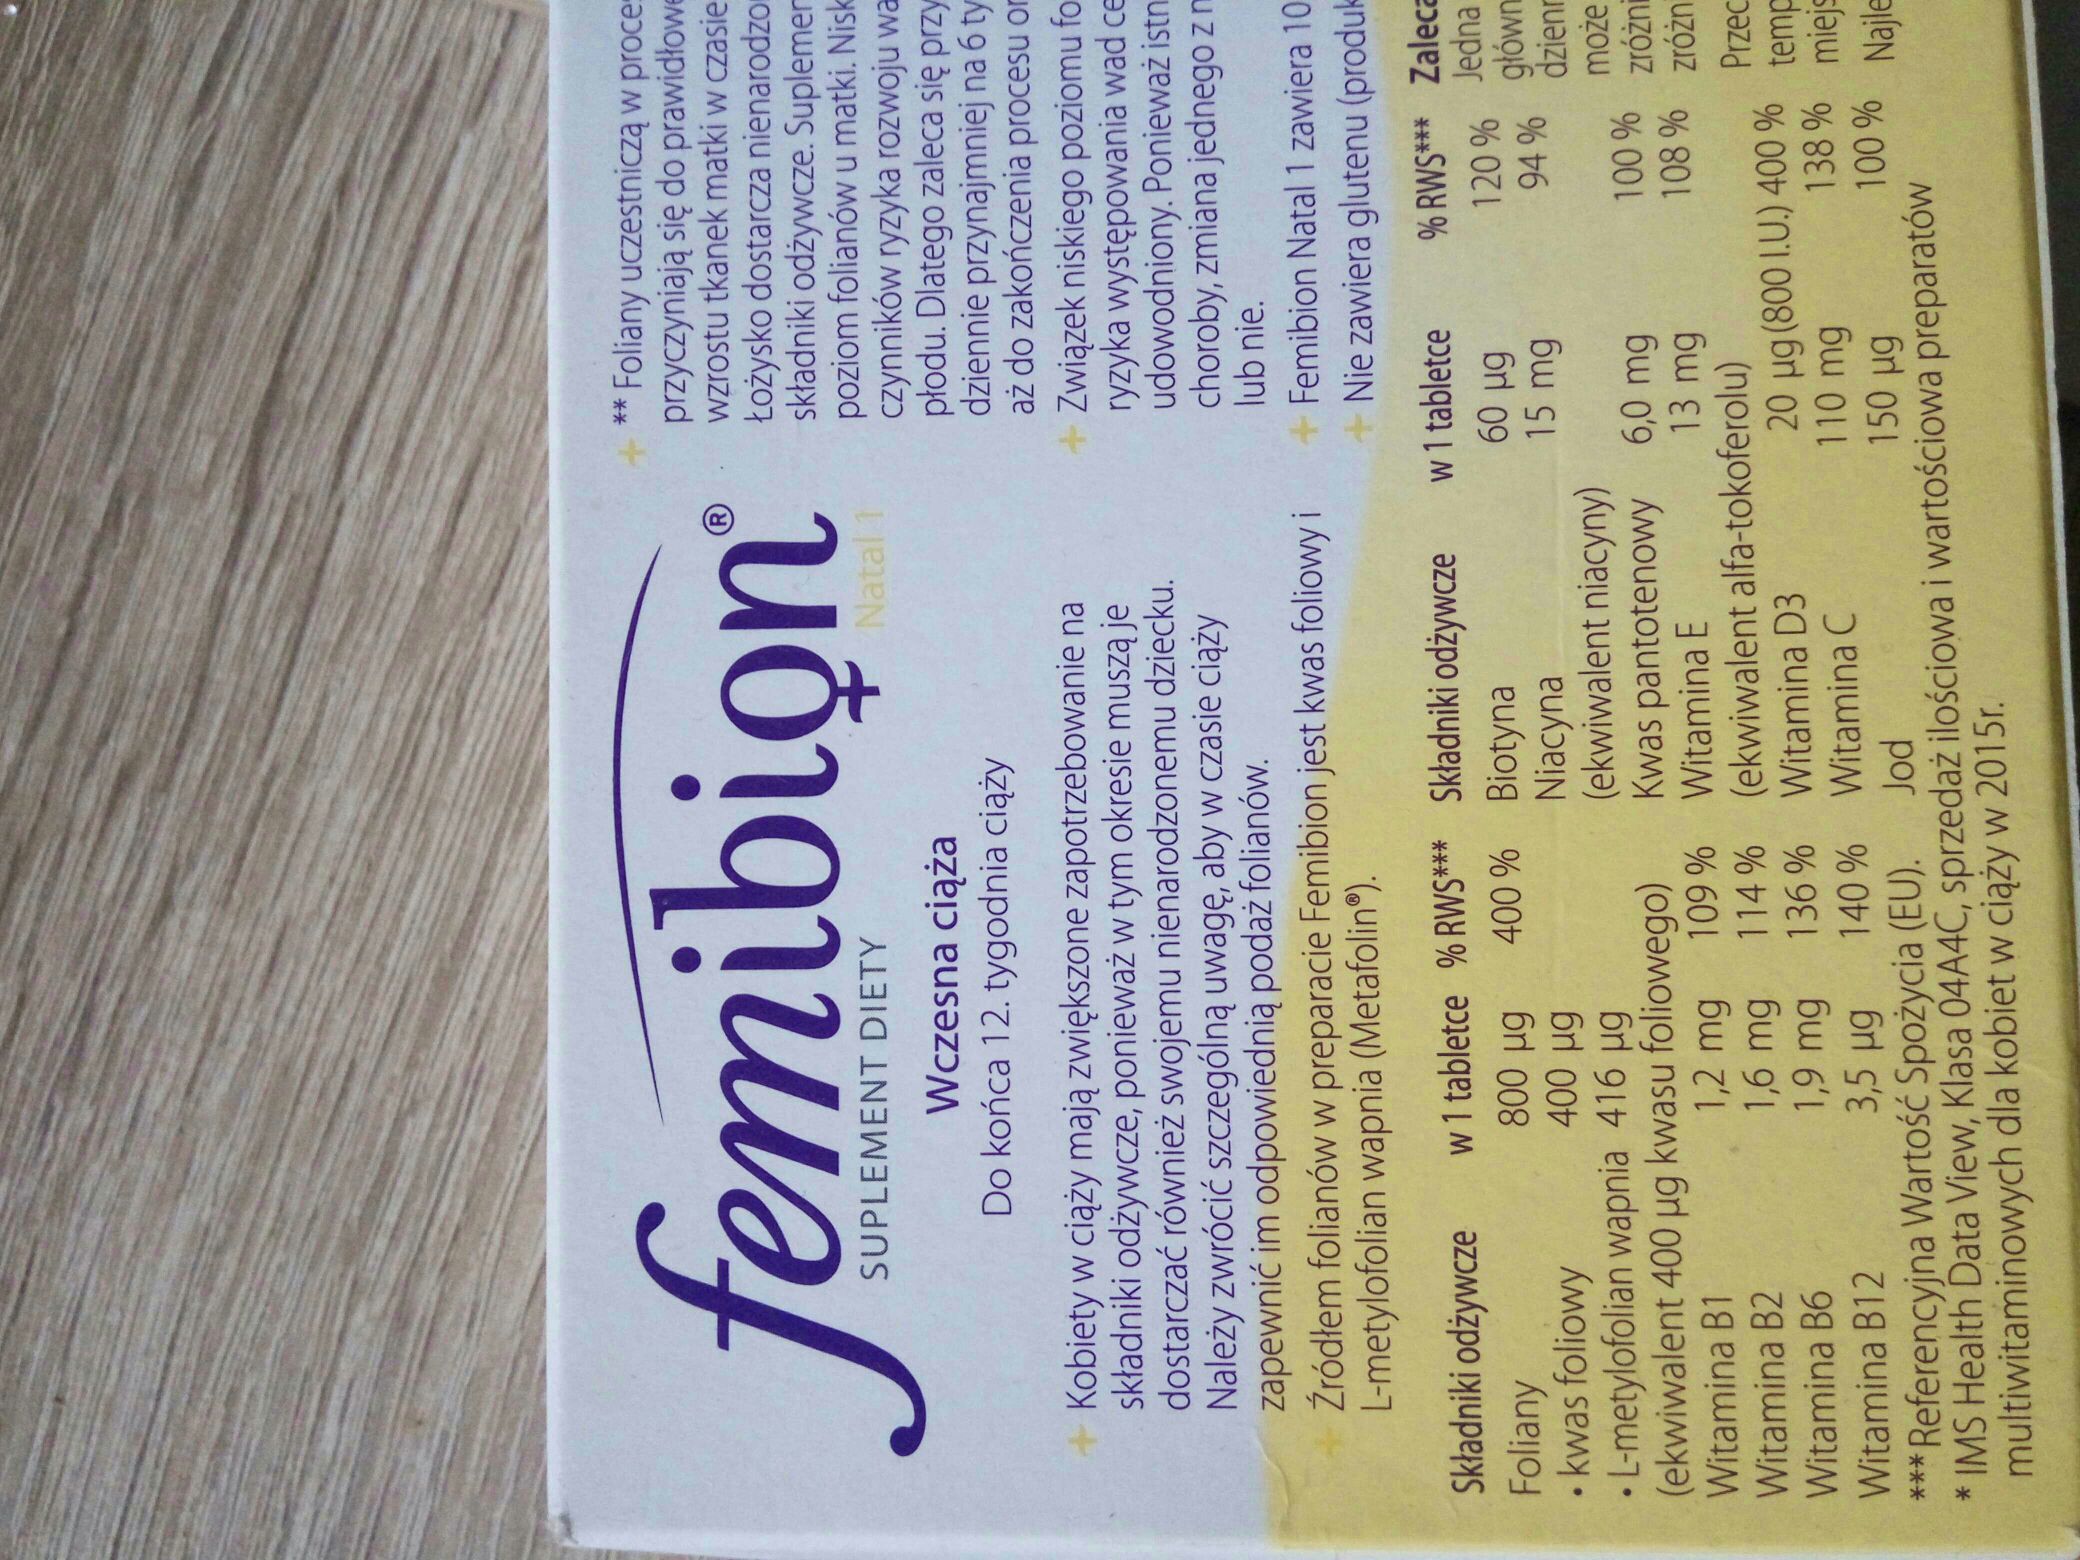 femibion®
Natal 1
SUPLEMENT DIETY
Wczesna ciąża
Do końca 12. tygodnia ciąży
+ Kobiety w ciąży mają zwiększone zapotrzebowanie na
składniki odżywcze, ponieważ w tym okresie muszą je
dostarczać również swojemu nienarodzonemu dziecku.
Należy zwrócić szczególną uwagę, aby w czasie ciąży
zapewnić im odpowiednią podaż folianów.
+ Źródłem folianów w preparacie Femibion jest kwas foliowy i
L-metylofolian wapnia (Metafolin®).
+ ** Foliany uczestniczą w proce
przyczyniają się do prawidłow
wzrostu tkanek matki w czasie
Łożysko dostarcza nienarodzo
składniki odżywcze. Suplemen
poziom folianów u matki. Nisk
czynników ryzyka rozwoju wa
płodu. Dlatego zaleca się przy
dziennie przynajmniej na 6 ty
aż do zakończenia procesu or
+ Związek niskiego poziomu fo
ryzyka występowania wad ce
udowodniony. Ponieważ istn
choroby, zmiana jednego z n
lub nie.
+ Femibion Natal 1 zawiera 10
+ Nie zawiera glutenu (produk
Składniki odżywcze w 1 tabletce % RWS***
Foliany 800 µg 400 %
• kwas foliowy 400 µg
• L-metylofolian wapnia 416 µg
(ekwiwalent 400 µg kwasu foliowego)
Witamina B1 1,2 mg 109 %
Witamina B2 1,6 mg 114 %
Witamina B6 1,9 mg 136 %
Witamina B12 3,5 µg 140 %
Składniki odżywcze w 1 tabletce % RWS***
Biotyna 60 µg 120 %
Niacyna 15 mg 94 %
(ekwiwalent niacyny)
Kwas pantotenowy 6,0 mg 100 %
Witamina E 13 mg 108 %
(ekwiwalent alfa-tokoferolu)
Witamina D3 20 µg (800 I.U.) 400 %
Witamina C 110 mg 138 %
Jod 150 µg 100 %
*** Referencyjna Wartość Spożycia (EU).
* IMS Health Data View, Klasa 04A4C, sprzedaż ilościowa i wartościowa preparatów
multiwitaminowych dla kobiet w ciąży w 2015r.
Zaleca
Jedna
główn
dzienn
może
zróżni
zróżn
Przec
temp
miejs
Najle